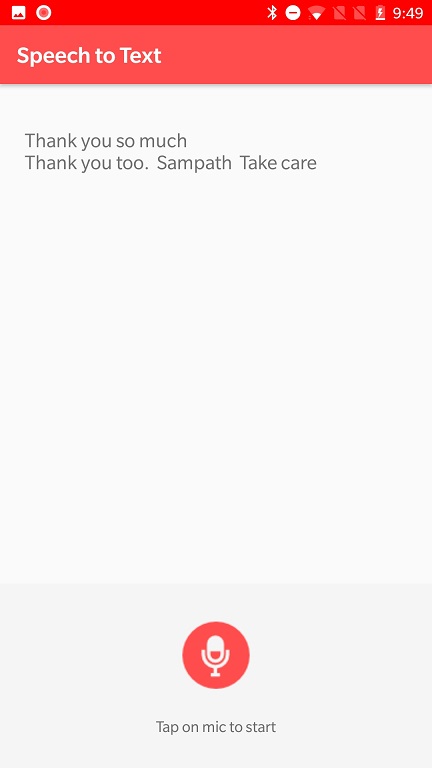 9:49
Speech to Text
Thank you so much
Thank you too.  Sampath  Take care
Tap on mic to start